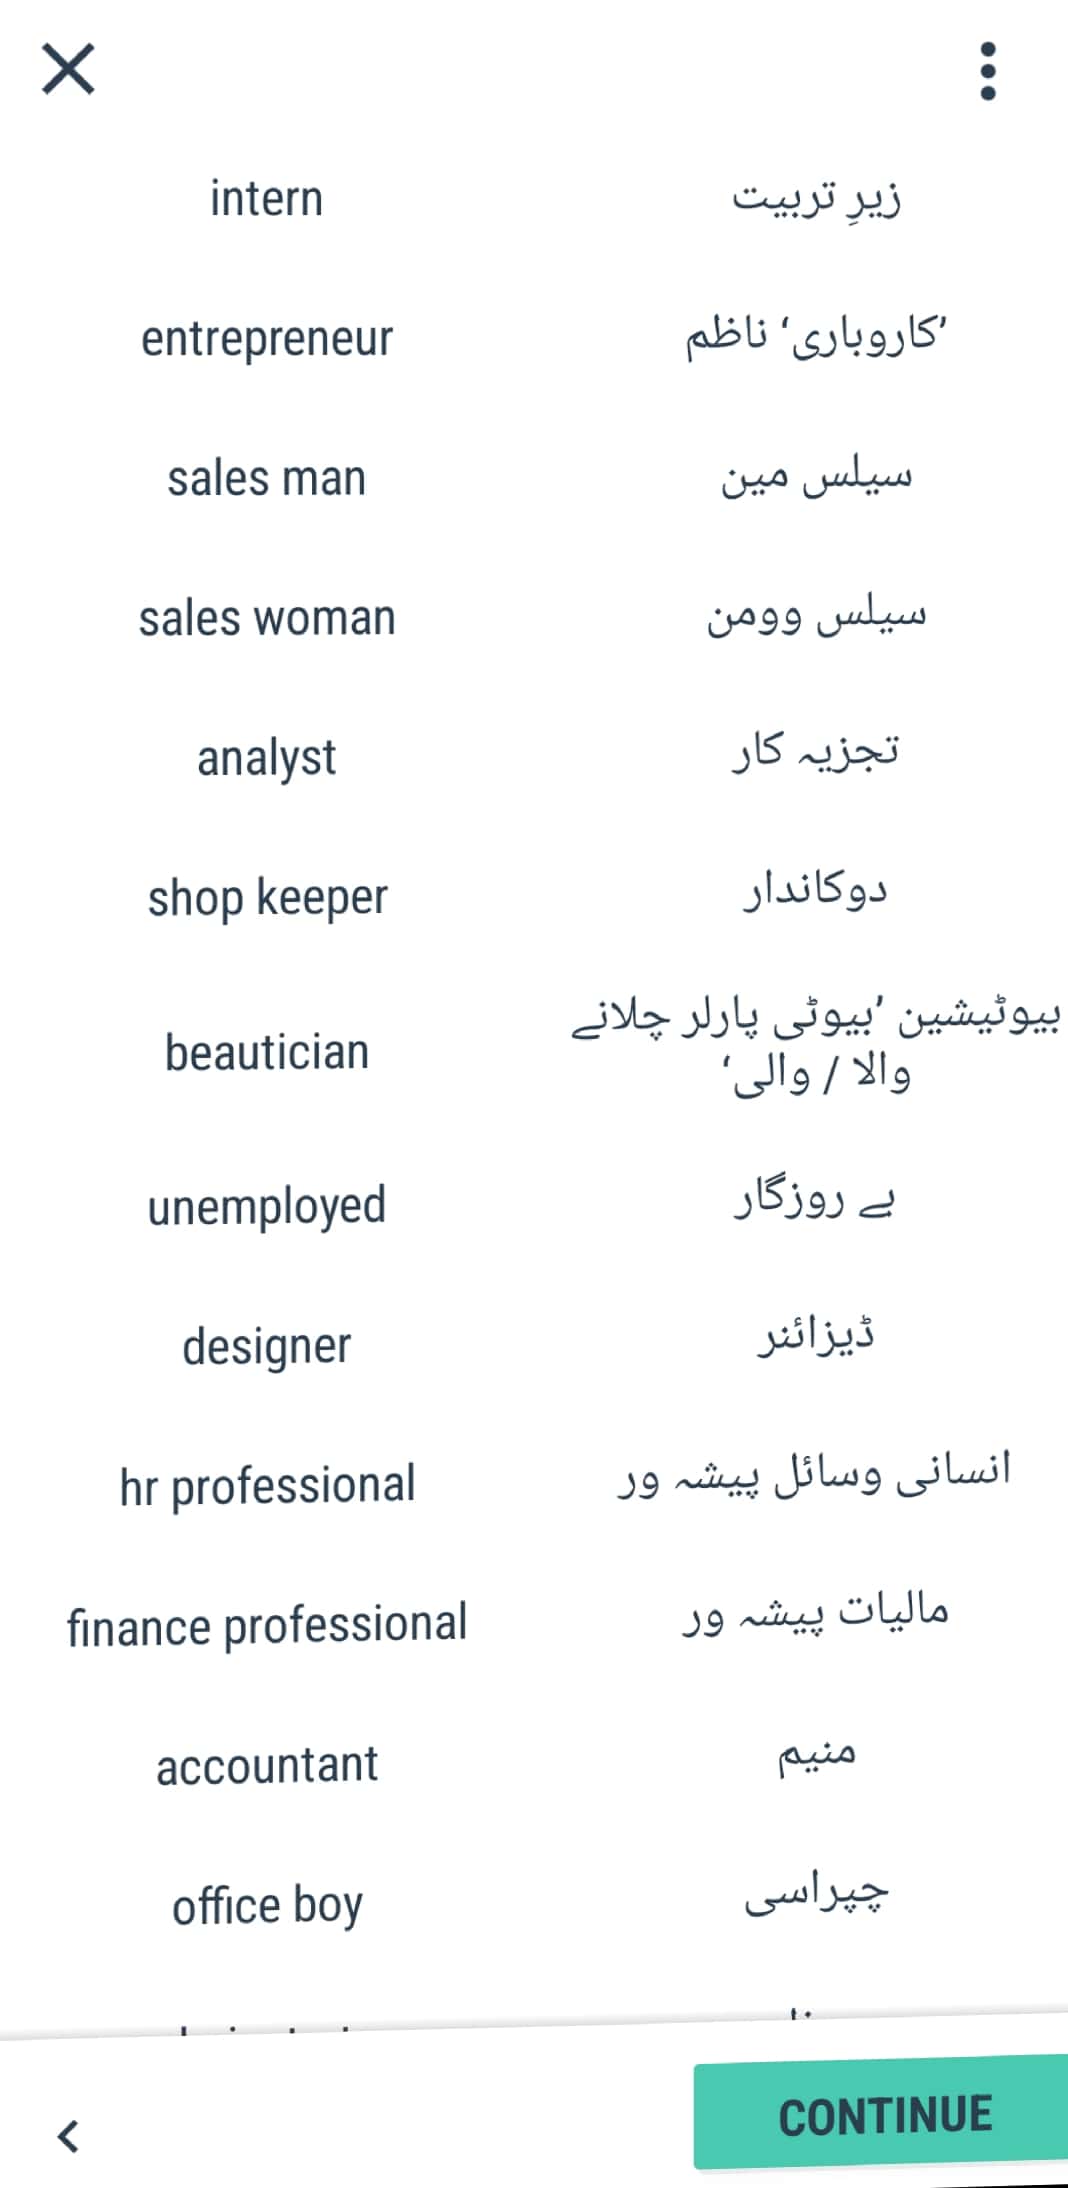 intern زیرِ تربیت
entrepreneur ’کاروباری‘ ناظم
sales man سیلس مین
sales woman سیلس وومن
analyst تجزیہ کار
shop keeper دوکاندار
beautician بیوٹیشین ’بیوٹی پارلر چلانے
والا / والی‘
unemployed بے روزگار
designer ڈیزائنر
hr professional انسانی وسائل پیشہ ور
finance professional مالیات پیشہ ور
accountant منیم
office boy چپراسی
CONTINUE